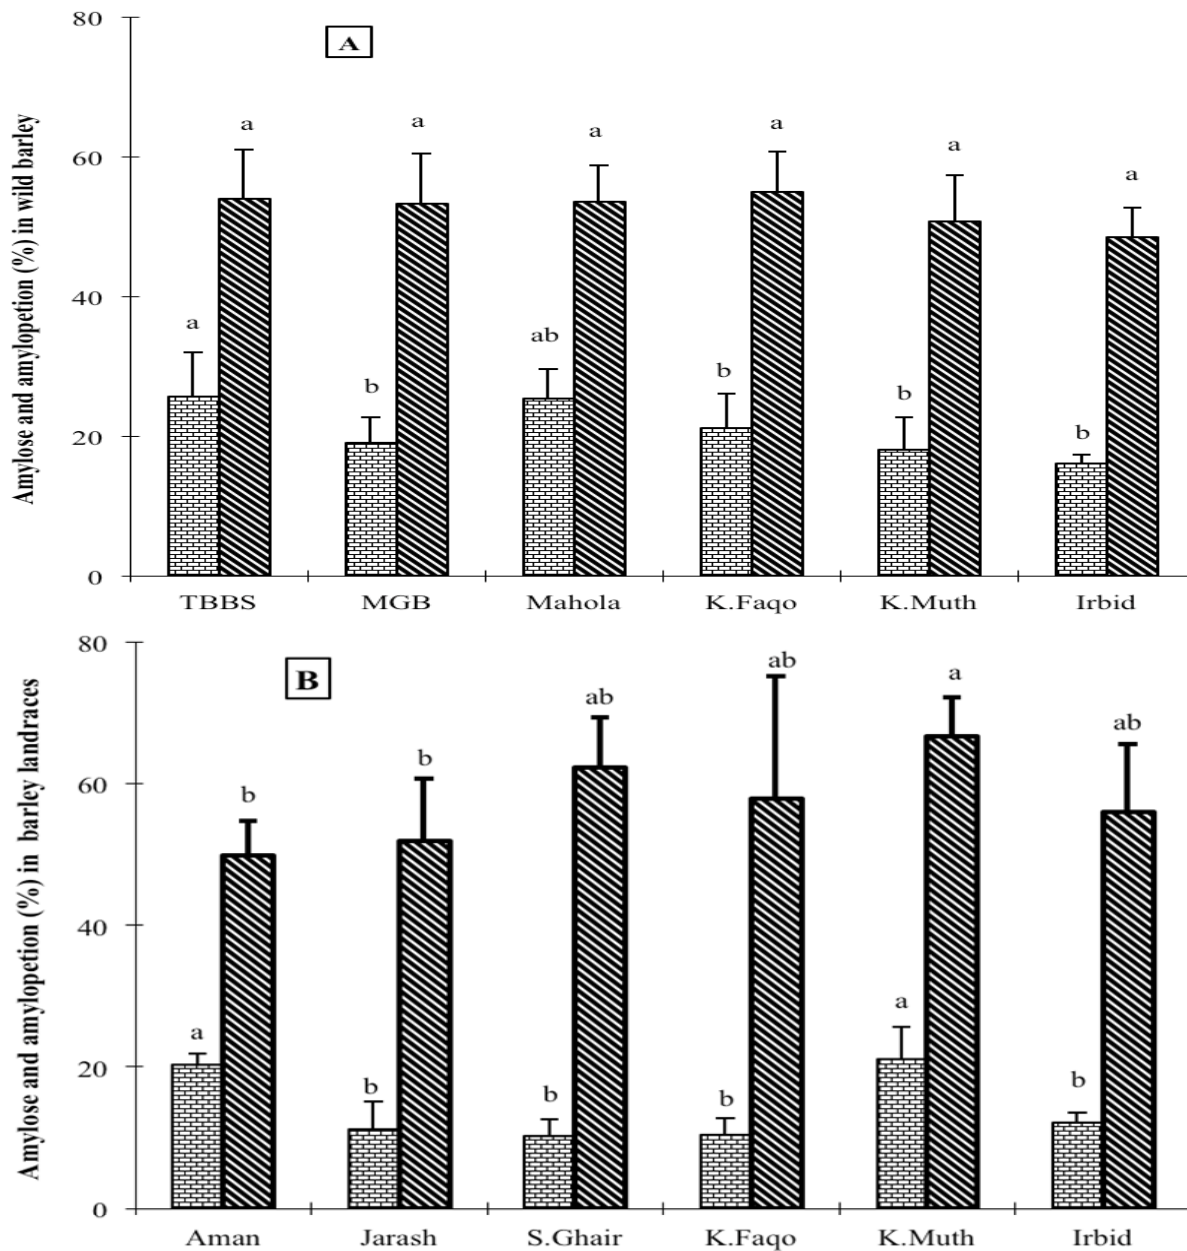 80
A
a a a a a a
60
40
a b ab b b b
20
0
TBBS MGB Mahola K.Faqo K.Muth Irbid
Amylose and amylopetion (%) in wild barley
80
B
b b ab ab a ab
60
40
a b b b a b
20
0
Aman Jarash S.Ghair K.Faqo K.Muth Irbid
Amylose and amylopetion (%) in barley landraces